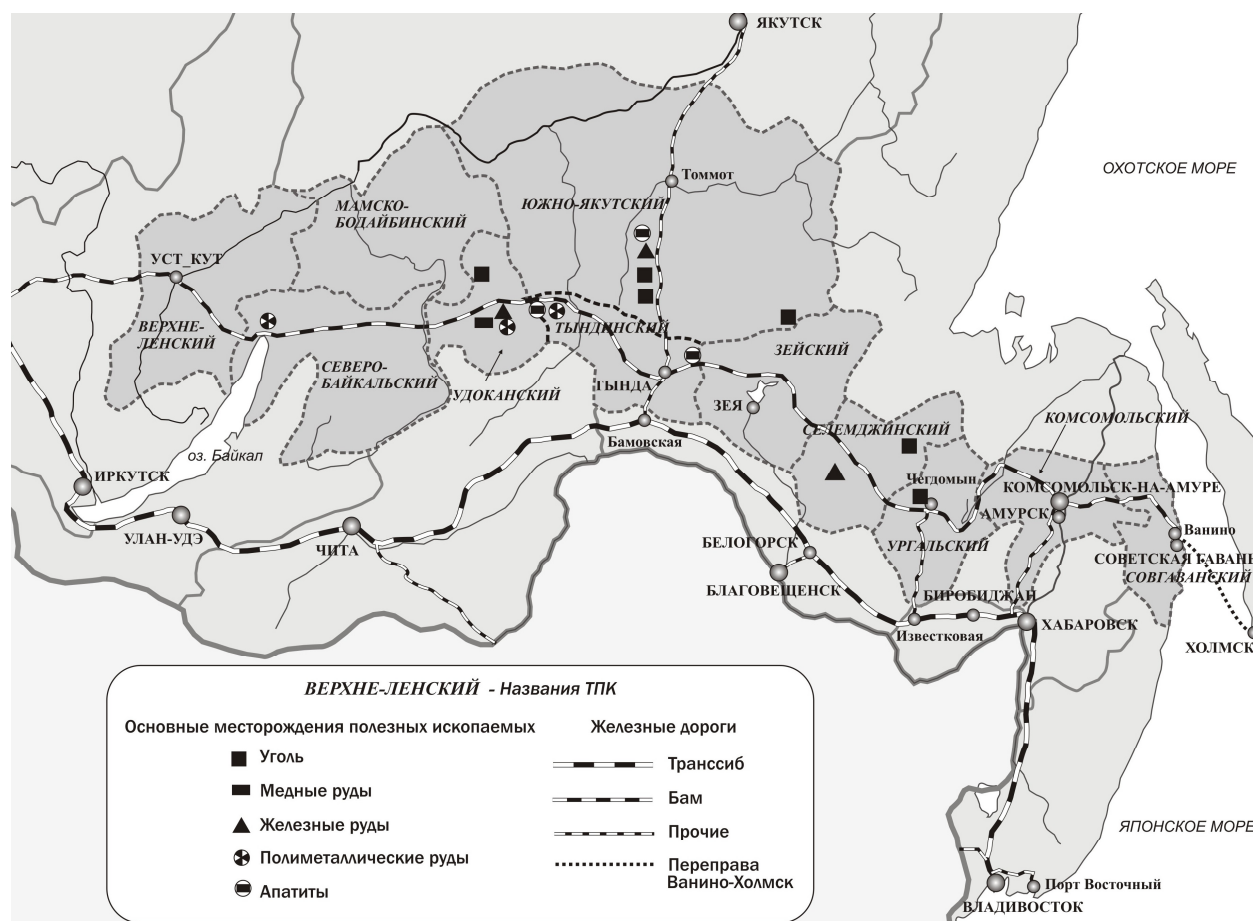 ЯКУТСК
ОХОТСКОЕ МОРЕ
Томмот
МАМСКО-
БОДАЙБИНСКИЙ
ЮЖНО-ЯКУТСКИЙ
УСТ_КУТ
ВЕРХНЕ-
ЛЕНСКИЙ
СЕВЕРО-
БАЙКАЛЬСКИЙ
УДОКАНСКИЙ
ТЫНДИНСКИЙ
ЗЕЙСКИЙ
ТЫНДА
ЗЕЯ
Бамовская
СЕЛЕМДЖИНСКИЙ
КОМСОМОЛЬСКИЙ
оз. Байкал
ИРКУТСК
УЛАН-УДЭ
ЧИТА
Чегдомын
КОМСОМОЛЬСК-НА-АМУРЕ
АМУРСК
Ванино
СОВЕТСКАЯ ГАВАНЬ
СОВГАВАНСКИЙ
УРГАЛЬСКИЙ
БЕЛОГОРСК
БЛАГОВЕЩЕНСК
БИРОБИДЖАН
Известковая
ХАБАРОВСК
ХОЛМСК
ЯПОНСКОЕ МОРЕ
Порт Восточный
ВЛАДИВОСТОК
ВЕРХНЕ-ЛЕНСКИЙ - Названия ТПК
Основные месторождения полезных ископаемых
Уголь
Медные руды
Железные руды
Полиметаллические руды
Апатиты
Железные дороги
Транссиб
Бам
Прочие
Переправа
Ванино-Холмск